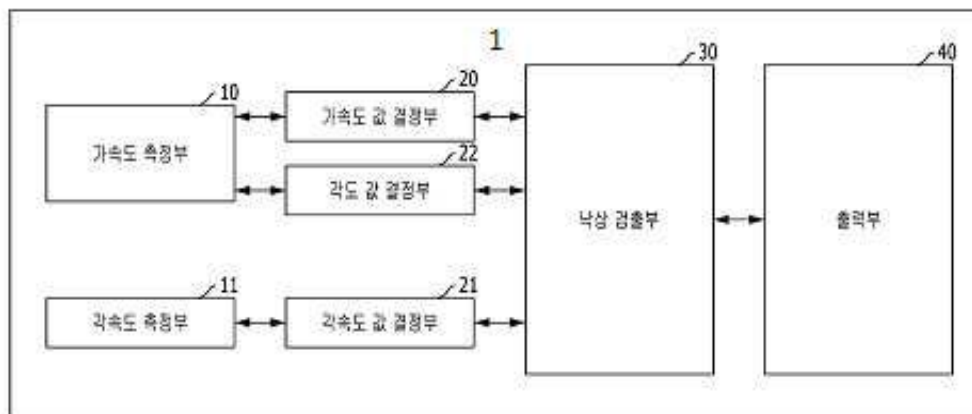 1
10
가속도 측정부
20
가속도 값 결정부
22
각도 값 결정부
11
각속도 측정부
21
각속도 값 결정부
30
낙상 검출부
40
출력부